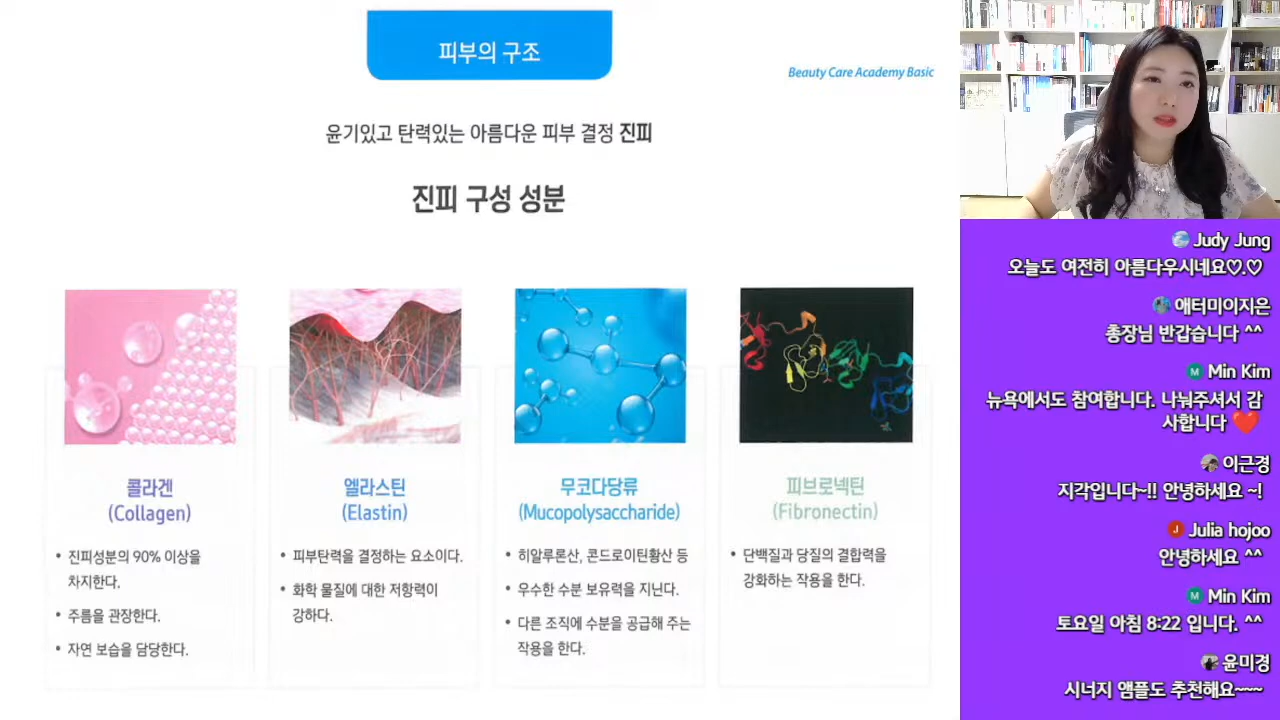 피부의 구조
Beauty Care Academy Basic
윤기있고 탄력있는 아름다운 피부 결정 진피
진피 구성 성분
콜라겐
(Collagen)
• 진피성분의 90% 이상을
차지한다.
• 주름을 관장한다.
• 자연 보습을 담당한다.
엘라스틴
(Elastin)
• 피부탄력을 결정하는 요소이다.
• 화학 물질에 대한 저항력이
강하다.
무코다당류
(Mucopolysaccharide)
• 히알루론산, 콘드로이틴황산 등
• 우수한 수분 보유력을 지닌다.
• 다른 조직에 수분을 공급해 주는
작용을 한다.
피브로넥틴
(Fibronectin)
• 단백질과 당질의 결합력을
강화하는 작용을 한다.
Judy Jung
오늘도 여전히 아름다우시네요♡.♡
애터미이지은
총장님 반갑습니다 ^^
M Min Kim
뉴욕에서도 참여합니다. 나눠주셔서 감
사합니다 ❤️
이근경
지각입니다~!! 안녕하세요 ~!
J Julia hojoo
안녕하세요 ^^
M Min Kim
토요일 아침 8:22 입니다. ^^
윤미경
시너지 앰플도 추천해요~~~